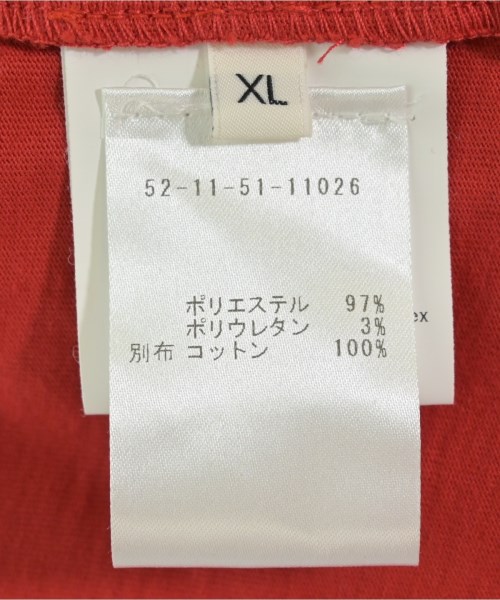 XL
52-11-51-11026
ポリエステル 97%
ポリウレタン 3%
ex
別布 コットン 100%